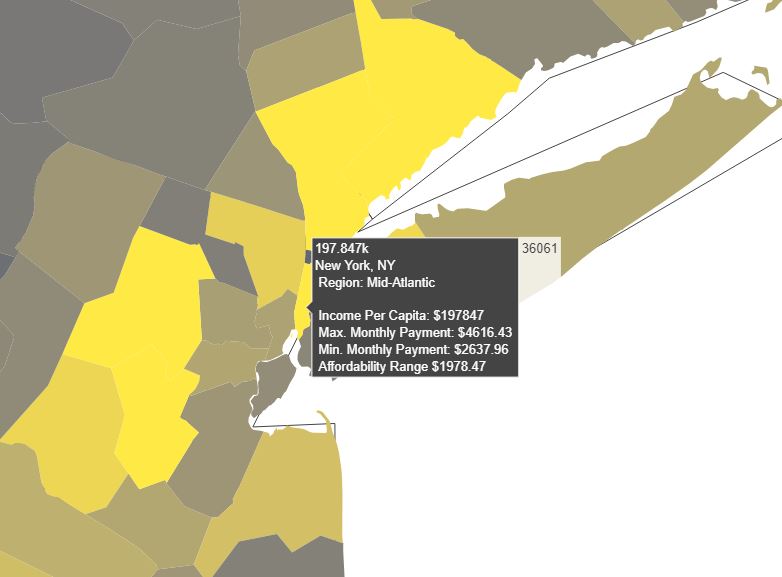 197.847k
New York, NY
Region: Mid-Atlantic
Income Per Capita: $197847
Max. Monthly Payment: $4616.43
Min. Monthly Payment: $2637.96
Affordability Range $1978.47
36061